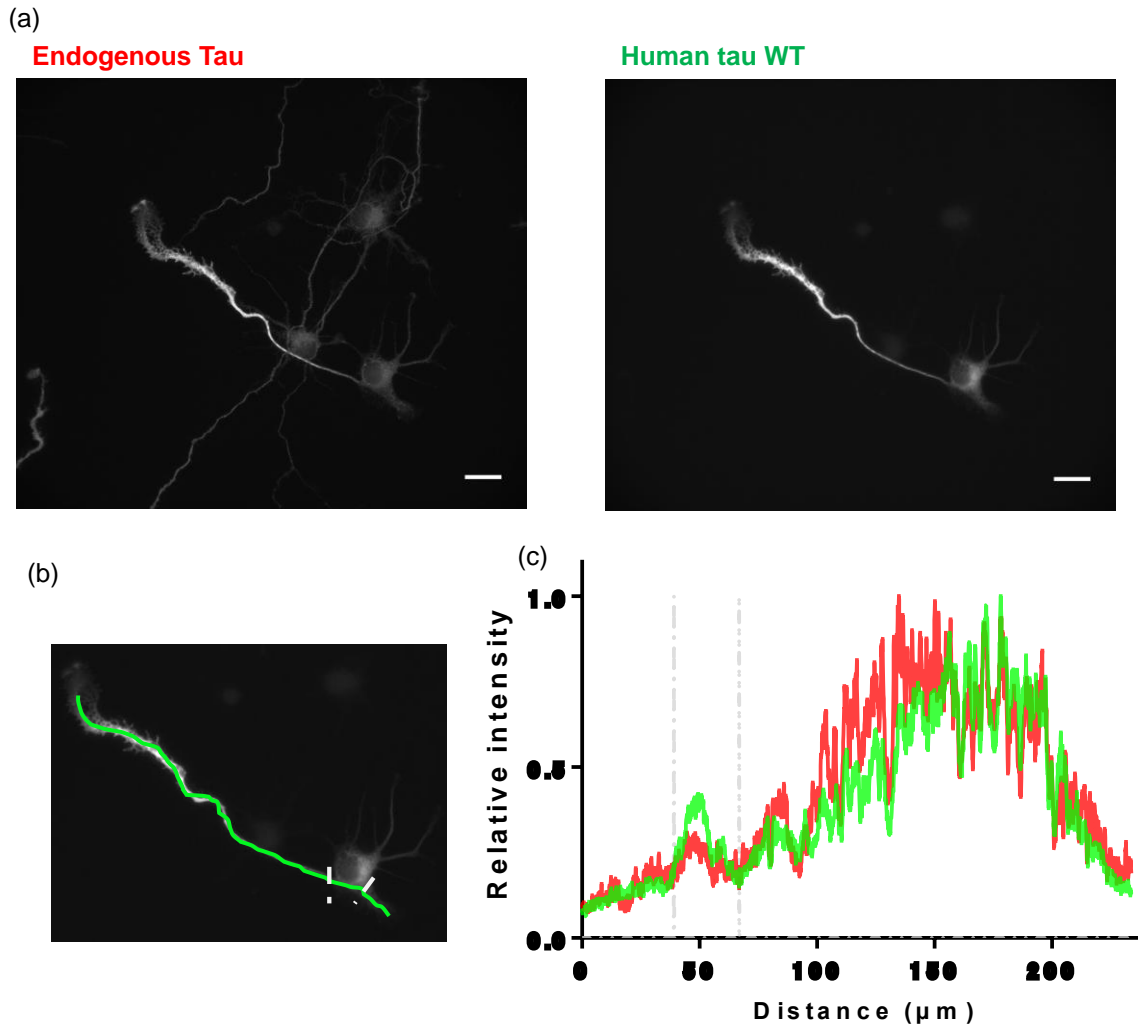 (a)
Endogenous Tau
Human tau WT
(b)
(c)
Relative intensity
1.0
0.5
0.0
0
50
100
150
200
Distance (µm)